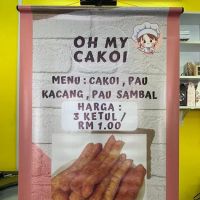 OH MY
CAKOI
MENU : CAKOI , PAU
KACANG , PAU SAMBAL
HARGA :
3 KETUL /
RM 1.00